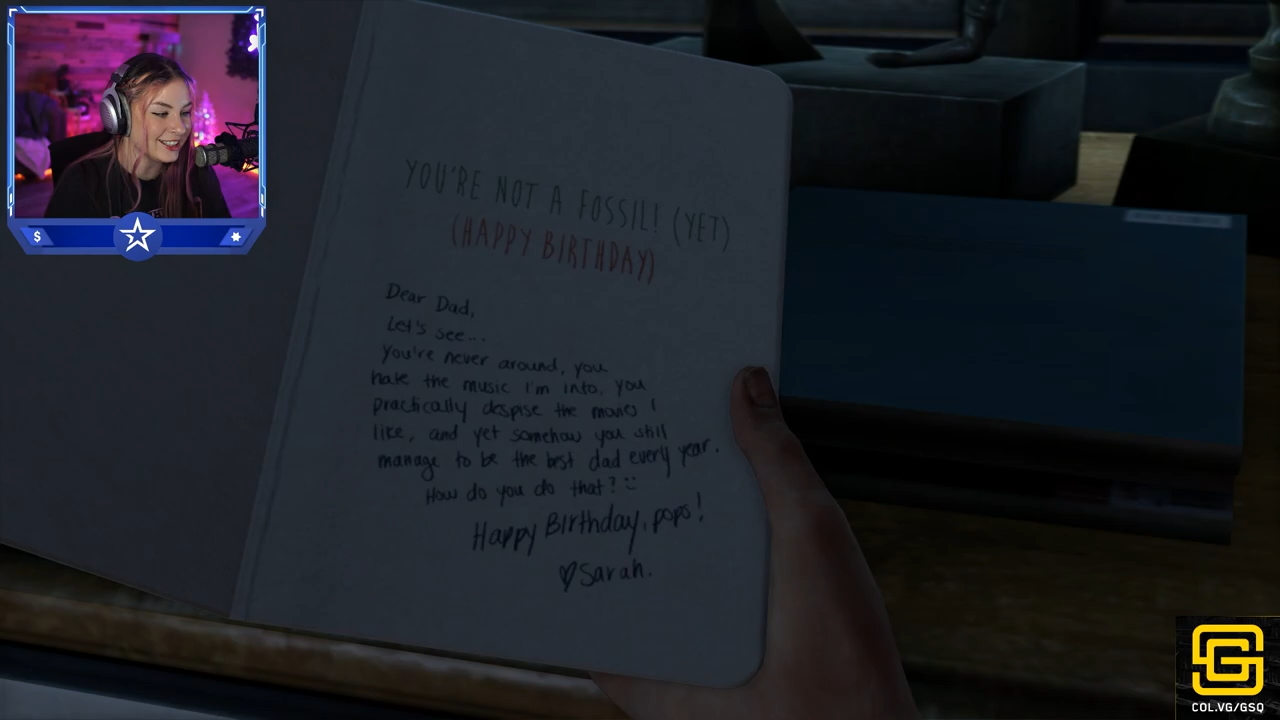 YOU'RE NOT A FOSSIL! (YET)
(HAPPY BIRTHDAY)
Dear Dad,
Let's see...
You're never around, you
hate the music I'm into, you
practically despise the movies I
like, and yet somehow you still
manage to be the best dad every year.
How do you do that? :)
Happy Birthday, pops!
♡ Sarah.
$
COL.VG/GSQ